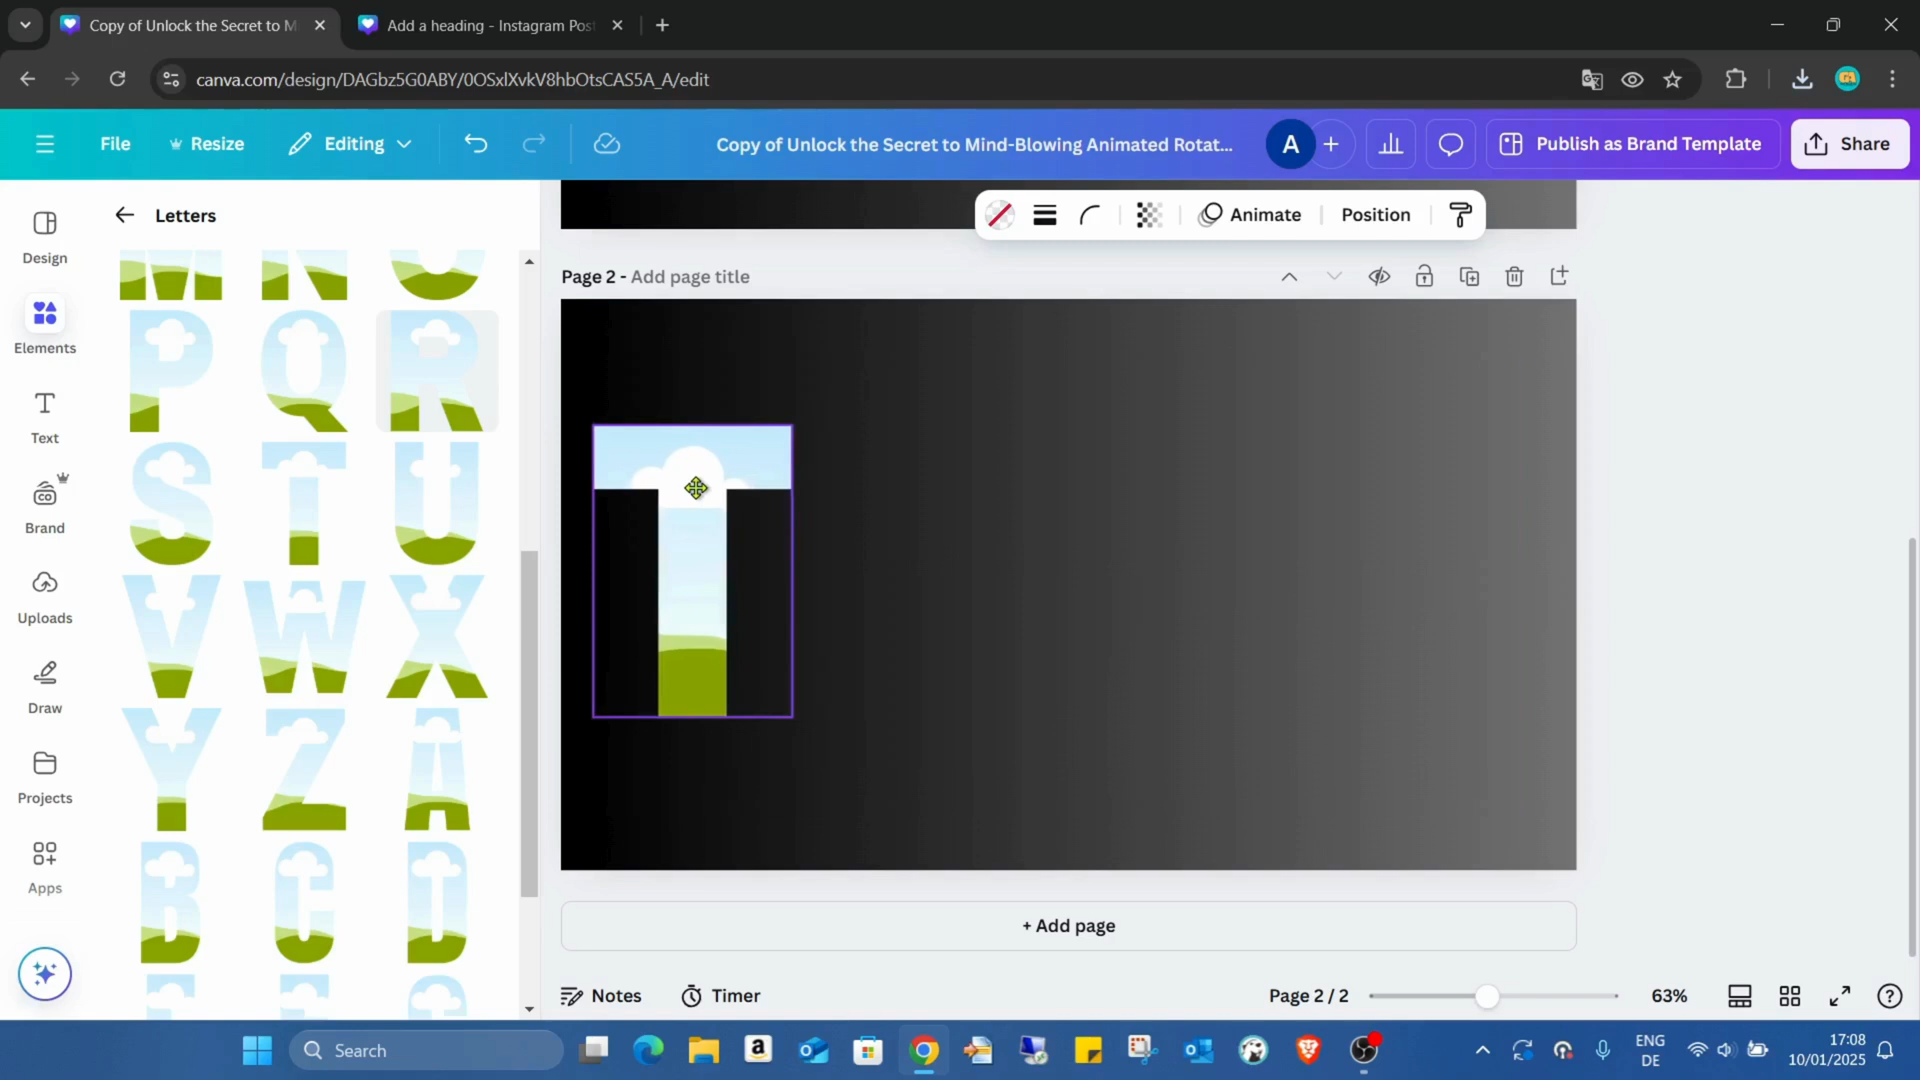 Copy of Unlock the Secret to M
Add a heading - Instagram Post
canva.com/design/DAGbz5G0ABY/0OSxlXvkV8hbOtsCAS5A_A/edit
File
Resize
Editing
Copy of Unlock the Secret to Mind-Blowing Animated Rotat...
A
Publish as Brand Template
Share
Design
Elements
Text
Brand
Uploads
Draw
Projects
Apps
Letters
M N O
P Q R
S T U
V W X
Y Z A
B C D
Animate
Position
Page 2 - Add page title
T
+ Add page
Notes
Timer
Page 2 / 2
63%
Search
ENG
DE
17:08
10/01/2025